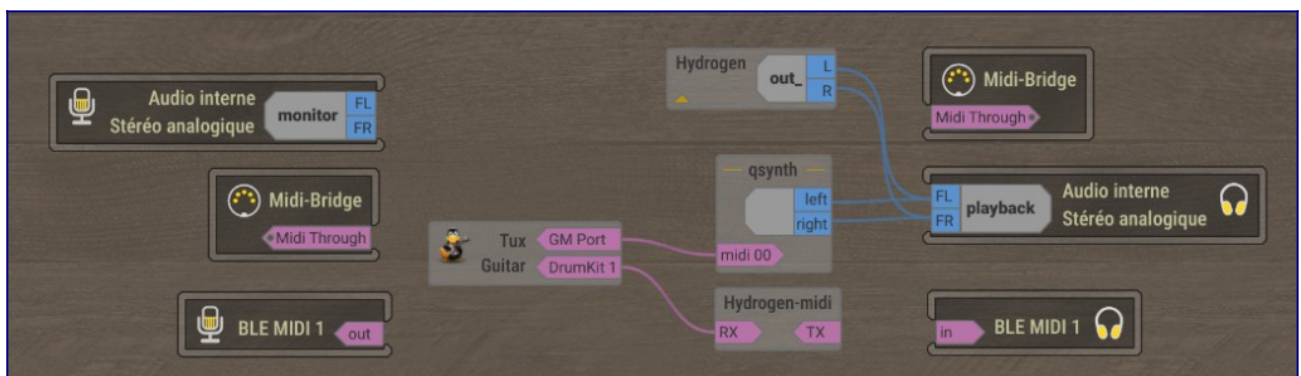 Audio interne
Stéréo analogique
monitor
FL
FR
Midi-Bridge
Midi Through
BLE MIDI 1
out
Tux
Guitar
GM Port
DrumKit 1
Hydrogen
out_
L
R
qsynth
left
right
midi 00
Hydrogen-midi
RX
TX
Midi-Bridge
Midi Through
FL
FR
playback
Audio interne
Stéréo analogique
in
BLE MIDI 1